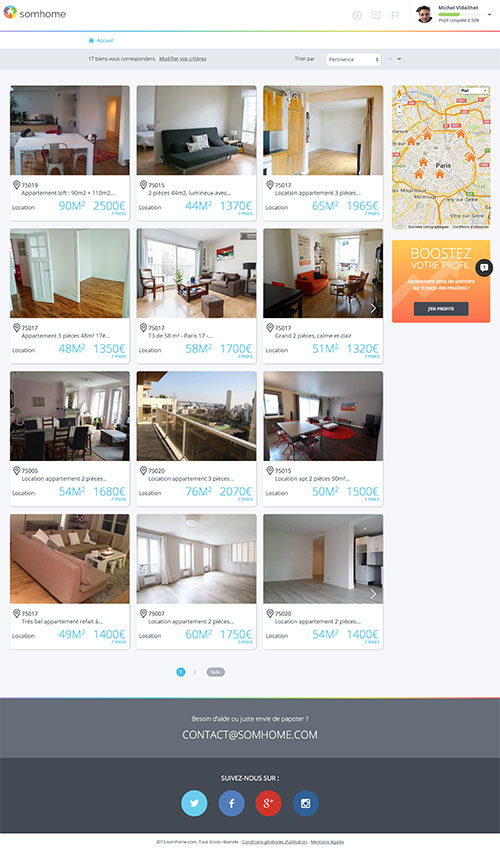 somhome
Michel Vidalhet
Profil complété à 50%
Accueil
17 biens vous correspondent. Modifier vos critères
Trier par
Pertinence
75019
Appartement loft : 90m2 + 110m2...
Location 90M² 2500€
/ mois
75015
2 pièces 44m2, lumineux avec...
Location 44M² 1370€
/ mois
75017
Location appartement 3 pièces...
Location 65M² 1965€
/ mois
Plan
Paris
Vitry-sur-Seine
Données cartographiques Conditions d'utilisation
75017
Appartement 3 pièces 48m² 17è...
Location 48M² 1350€
/ mois
75017
T3 de 58 m² - Paris 17 -...
Location 58M² 1700€
/ mois
75017
Grand 2 pièces, calme et clair
Location 51M² 1320€
/ mois
BOOSTEZ
VOTRE PROFIL
Apparaissez dans les premiers
sur la page des résultats !
J'EN PROFITE
75005
Location appartement 2 pièces...
Location 54M² 1680€
/ mois
75020
Location appartement 3 pièces...
Location 76M² 2070€
/ mois
75015
Location apt 2 pièces 50m²...
Location 50M² 1500€
/ mois
75017
Très bel appartement refait à...
Location 49M² 1400€
/ mois
75007
Location appartement 2 pièces...
Location 60M² 1750€
/ mois
75020
Location appartement 2 pièces...
Location 54M² 1400€
/ mois
1 2 Suiv.
Besoin d'aide ou juste envie de papoter ?
CONTACT@SOMHOME.COM
SUIVEZ-NOUS SUR :
2015 somhome.com. Tous droits réservés - Conditions générales d'utilisation - Mentions légales